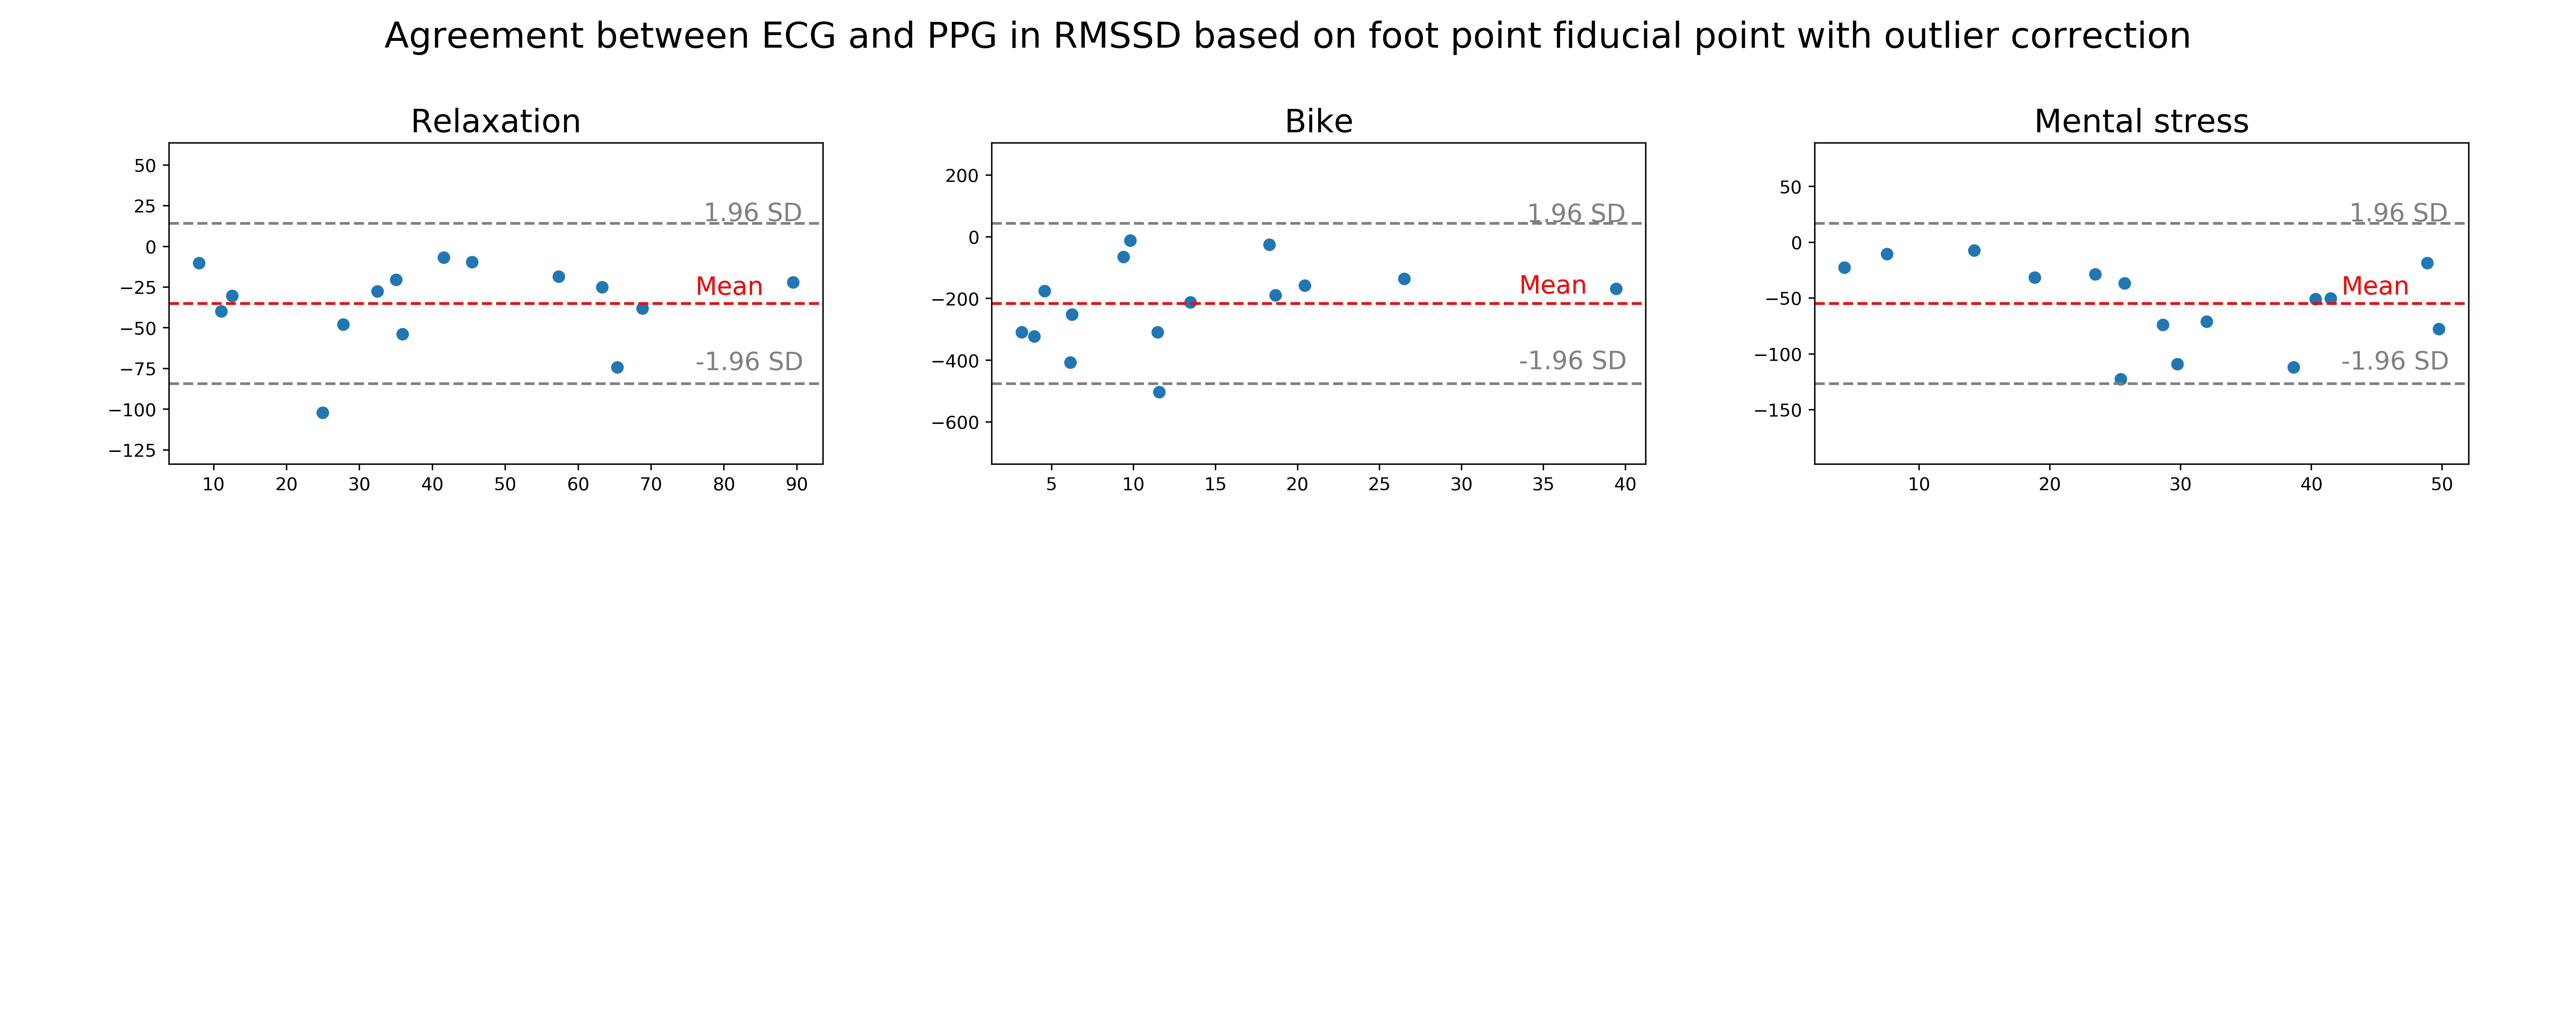 Agreement between ECG and PPG in RMSSD based on foot point fiducial point with outlier correction
Relaxation
50
25
0
−25
−50
−75
−100
−125
1.96 SD
Mean
-1.96 SD
10 20 30 40 50 60 70 80 90
Bike
200
0
−200
−400
−600
1.96 SD
Mean
-1.96 SD
5 10 15 20 25 30 35 40
Mental stress
50
0
−50
−100
−150
1.96 SD
Mean
-1.96 SD
10 20 30 40 50